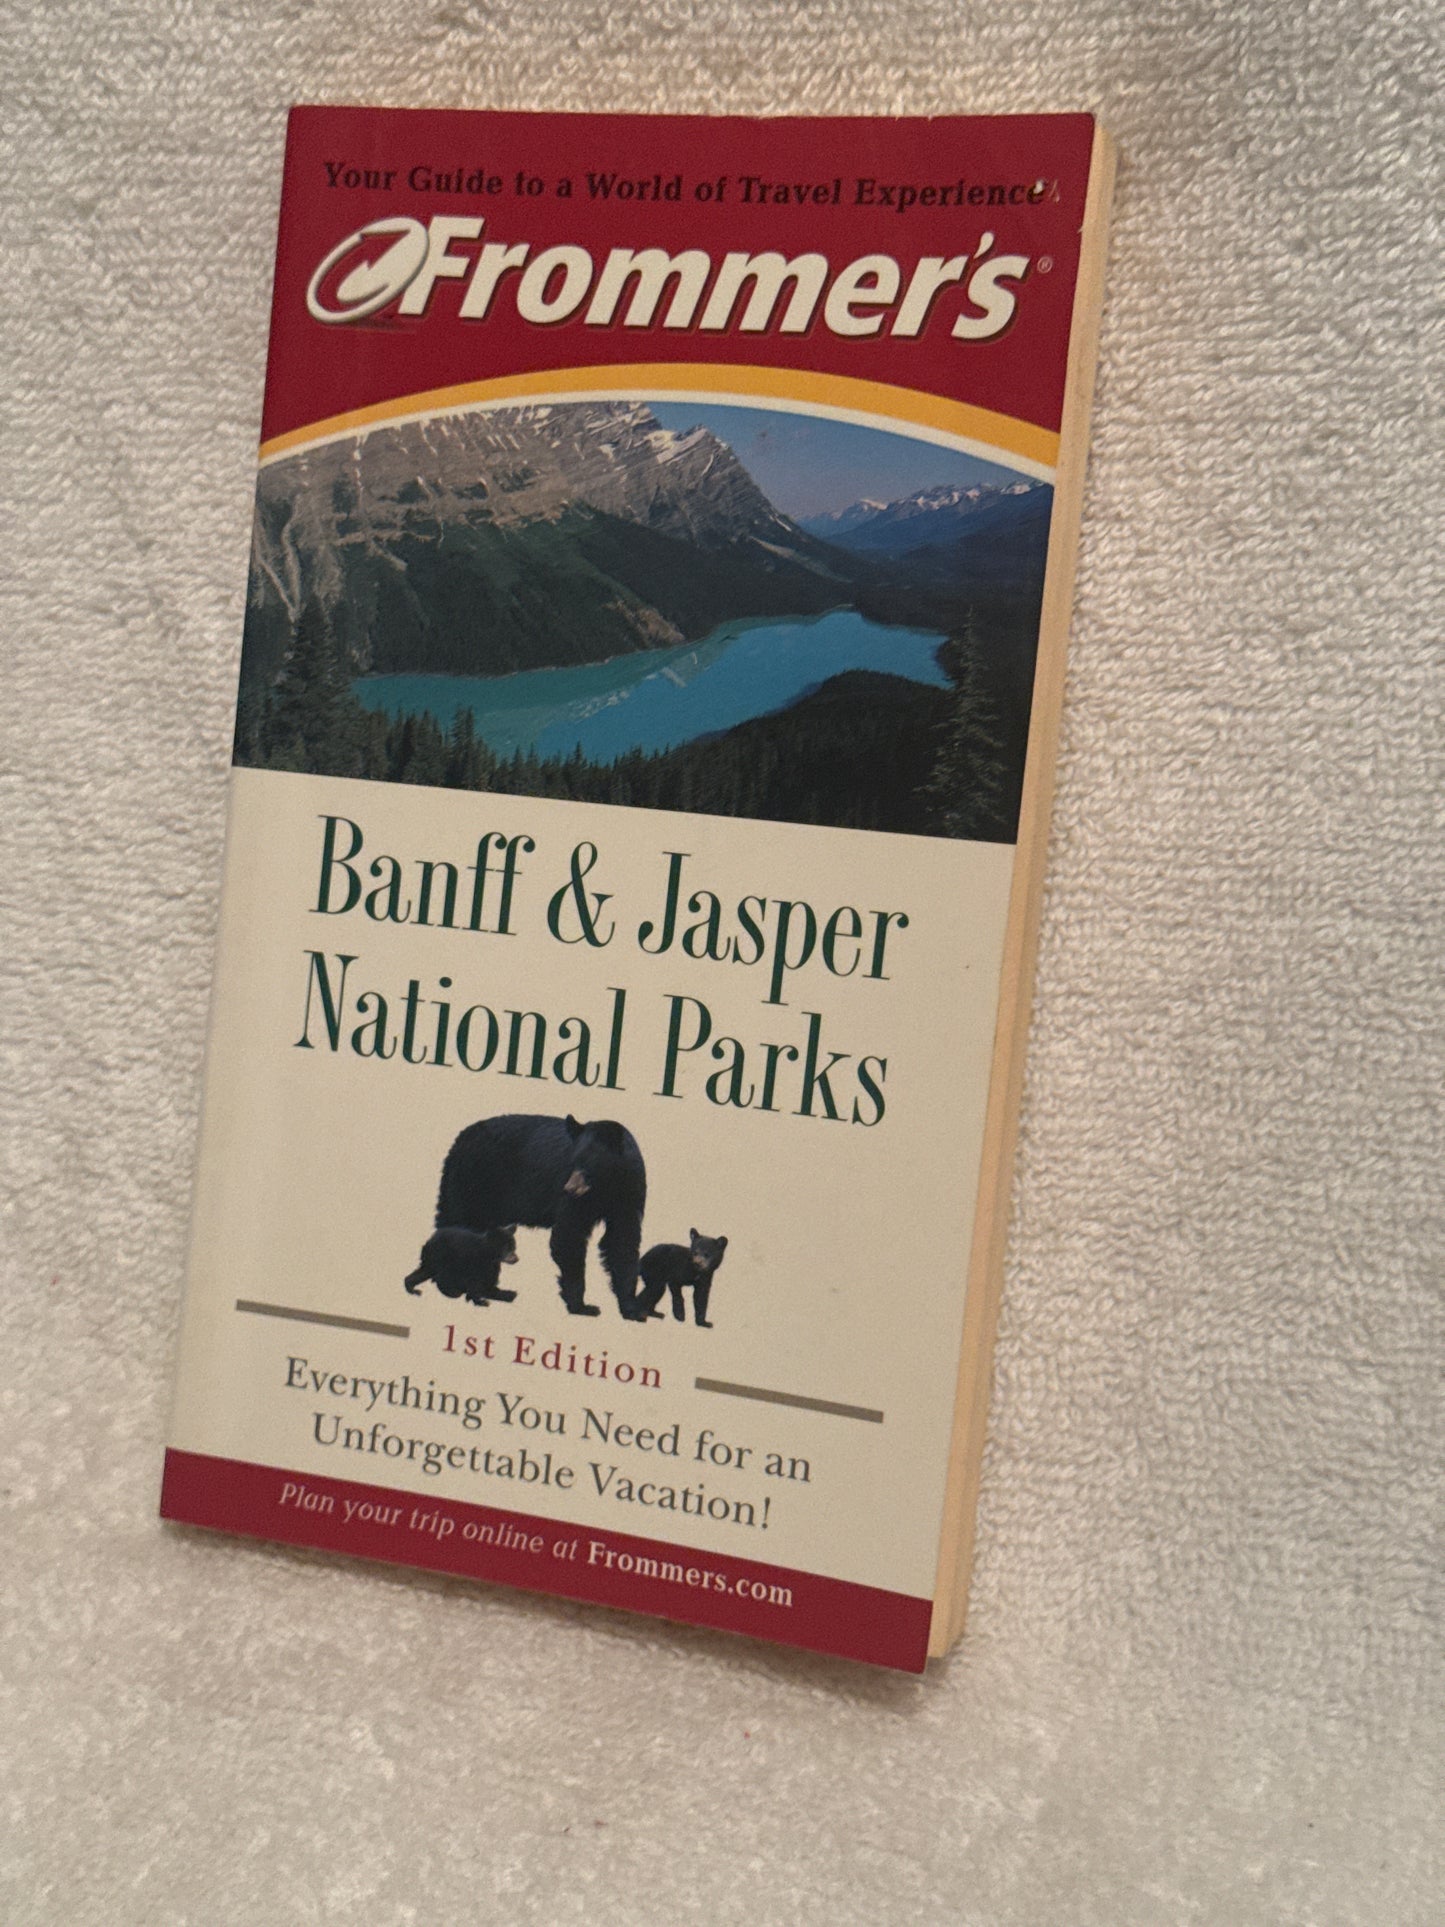 Your Guide to a World of Travel Experience
Frommer's®
Banff & Jasper
National Parks
1st Edition
Everything You Need for an
Unforgettable Vacation!
Plan your trip online at Frommers.com